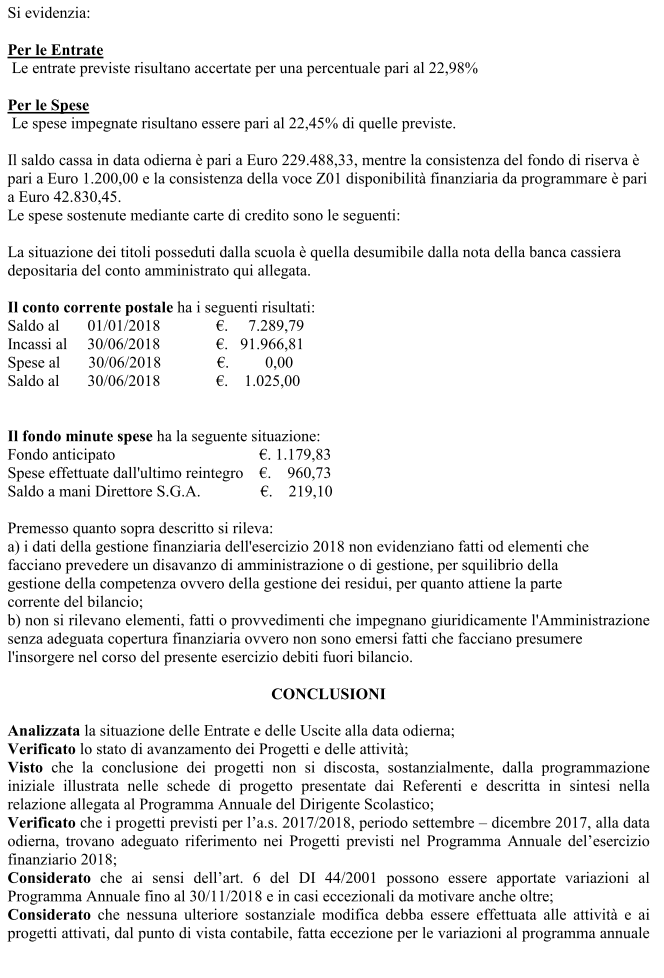 Si evidenzia:
Per le Entrate
Le entrate previste risultano accertate per una percentuale pari al 22,98%
Per le Spese
Le spese impegnate risultano essere pari al 22,45% di quelle previste.
Il saldo cassa in data odierna è pari a Euro 229.488,33, mentre la consistenza del fondo di riserva è
pari a Euro 1.200,00 e la consistenza della voce Z01 disponibilità finanziaria da programmare è pari
a Euro 42.830,45.
Le spese sostenute mediante carte di credito sono le seguenti:
La situazione dei titoli posseduti dalla scuola è quella desumibile dalla nota della banca cassiera
depositaria del conto amministrato qui allegata.
Il conto corrente postale ha i seguenti risultati:
Saldo al 01/01/2018 €. 7.289,79
Incassi al 30/06/2018 €. 91.966,81
Spese al 30/06/2018 €. 0,00
Saldo al 30/06/2018 €. 1.025,00
Il fondo minute spese ha la seguente situazione:
Fondo anticipato €. 1.179,83
Spese effettuate dall'ultimo reintegro €. 960,73
Saldo a mani Direttore S.G.A. €. 219,10
Premesso quanto sopra descritto si rileva:
a) i dati della gestione finanziaria dell'esercizio 2018 non evidenziano fatti od elementi che
facciano prevedere un disavanzo di amministrazione o di gestione, per squilibrio della
gestione della competenza ovvero della gestione dei residui, per quanto attiene la parte
corrente del bilancio;
b) non si rilevano elementi, fatti o provvedimenti che impegnano giuridicamente l'Amministrazione
senza adeguata copertura finanziaria ovvero non sono emersi fatti che facciano presumere
l'insorgere nel corso del presente esercizio debiti fuori bilancio.
CONCLUSIONI
Analizzata la situazione delle Entrate e delle Uscite alla data odierna;
Verificato lo stato di avanzamento dei Progetti e delle attività;
Visto che la conclusione dei progetti non si discosta, sostanzialmente, dalla programmazione
iniziale illustrata nelle schede di progetto presentate dai Referenti e descritta in sintesi nella
relazione allegata al Programma Annuale del Dirigente Scolastico;
Verificato che i progetti previsti per l’a.s. 2017/2018, periodo settembre – dicembre 2017, alla data
odierna, trovano adeguato riferimento nei Progetti previsti nel Programma Annuale del’esercizio
finanziario 2018;
Considerato che ai sensi dell’art. 6 del DI 44/2001 possono essere apportate variazioni al
Programma Annuale fino al 30/11/2018 e in casi eccezionali da motivare anche oltre;
Considerato che nessuna ulteriore sostanziale modifica debba essere effettuata alle attività e ai
progetti attivati, dal punto di vista contabile, fatta eccezione per le variazioni al programma annuale